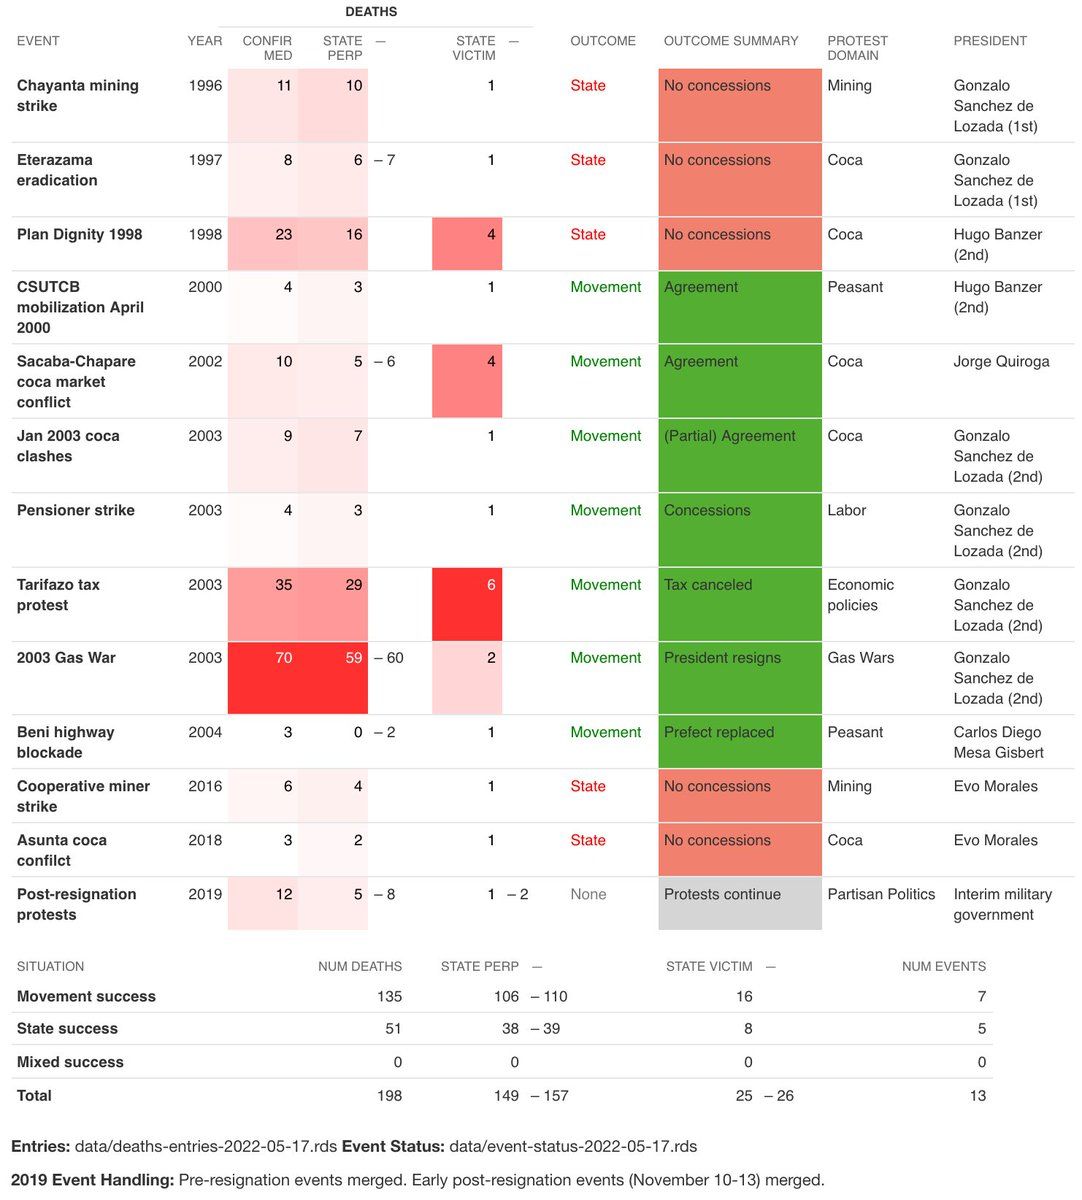 DEATHS
EVENT YEAR CONFIR MED STATE PERP — STATE VICTIM — OUTCOME OUTCOME SUMMARY PROTEST DOMAIN PRESIDENT
Chayanta mining strike 1996 11 10 1 State No concessions Mining Gonzalo Sanchez de Lozada (1st)
Eterazama eradication 1997 8 6 – 7 1 State No concessions Coca Gonzalo Sanchez de Lozada (1st)
Plan Dignity 1998 1998 23 16 4 State No concessions Coca Hugo Banzer (2nd)
CSUTCB mobilization April 2000 2000 4 3 1 Movement Agreement Peasant Hugo Banzer (2nd)
Sacaba-Chapare coca market conflict 2002 10 5 – 6 4 Movement Agreement Coca Jorge Quiroga
Jan 2003 coca clashes 2003 9 7 1 Movement (Partial) Agreement Coca Gonzalo Sanchez de Lozada (2nd)
Pensioner strike 2003 4 3 1 Movement Concessions Labor Gonzalo Sanchez de Lozada (2nd)
Tarifazo tax protest 2003 35 29 6 Movement Tax canceled Economic policies Gonzalo Sanchez de Lozada (2nd)
2003 Gas War 2003 70 59 – 60 2 Movement President resigns Gas Wars Gonzalo Sanchez de Lozada (2nd)
Beni highway blockade 2004 3 0 – 2 1 Movement Prefect replaced Peasant Carlos Diego Mesa Gisbert
Cooperative miner strike 2016 6 4 1 State No concessions Mining Evo Morales
Asunta coca confilct 2018 3 2 1 State No concessions Coca Evo Morales
Post-resignation protests 2019 12 5 – 8 1 – 2 None Protests continue Partisan Politics Interim military government
SITUATION NUM DEATHS STATE PERP — STATE VICTIM — NUM EVENTS
Movement success 135 106 – 110 16 7
State success 51 38 – 39 8 5
Mixed success 0 0 0 0
Total 198 149 – 157 25 – 26 13
Entries: data/deaths-entries-2022-05-17.rds Event Status: data/event-status-2022-05-17.rds
2019 Event Handling: Pre-resignation events merged. Early post-resignation events (November 10-13) merged.